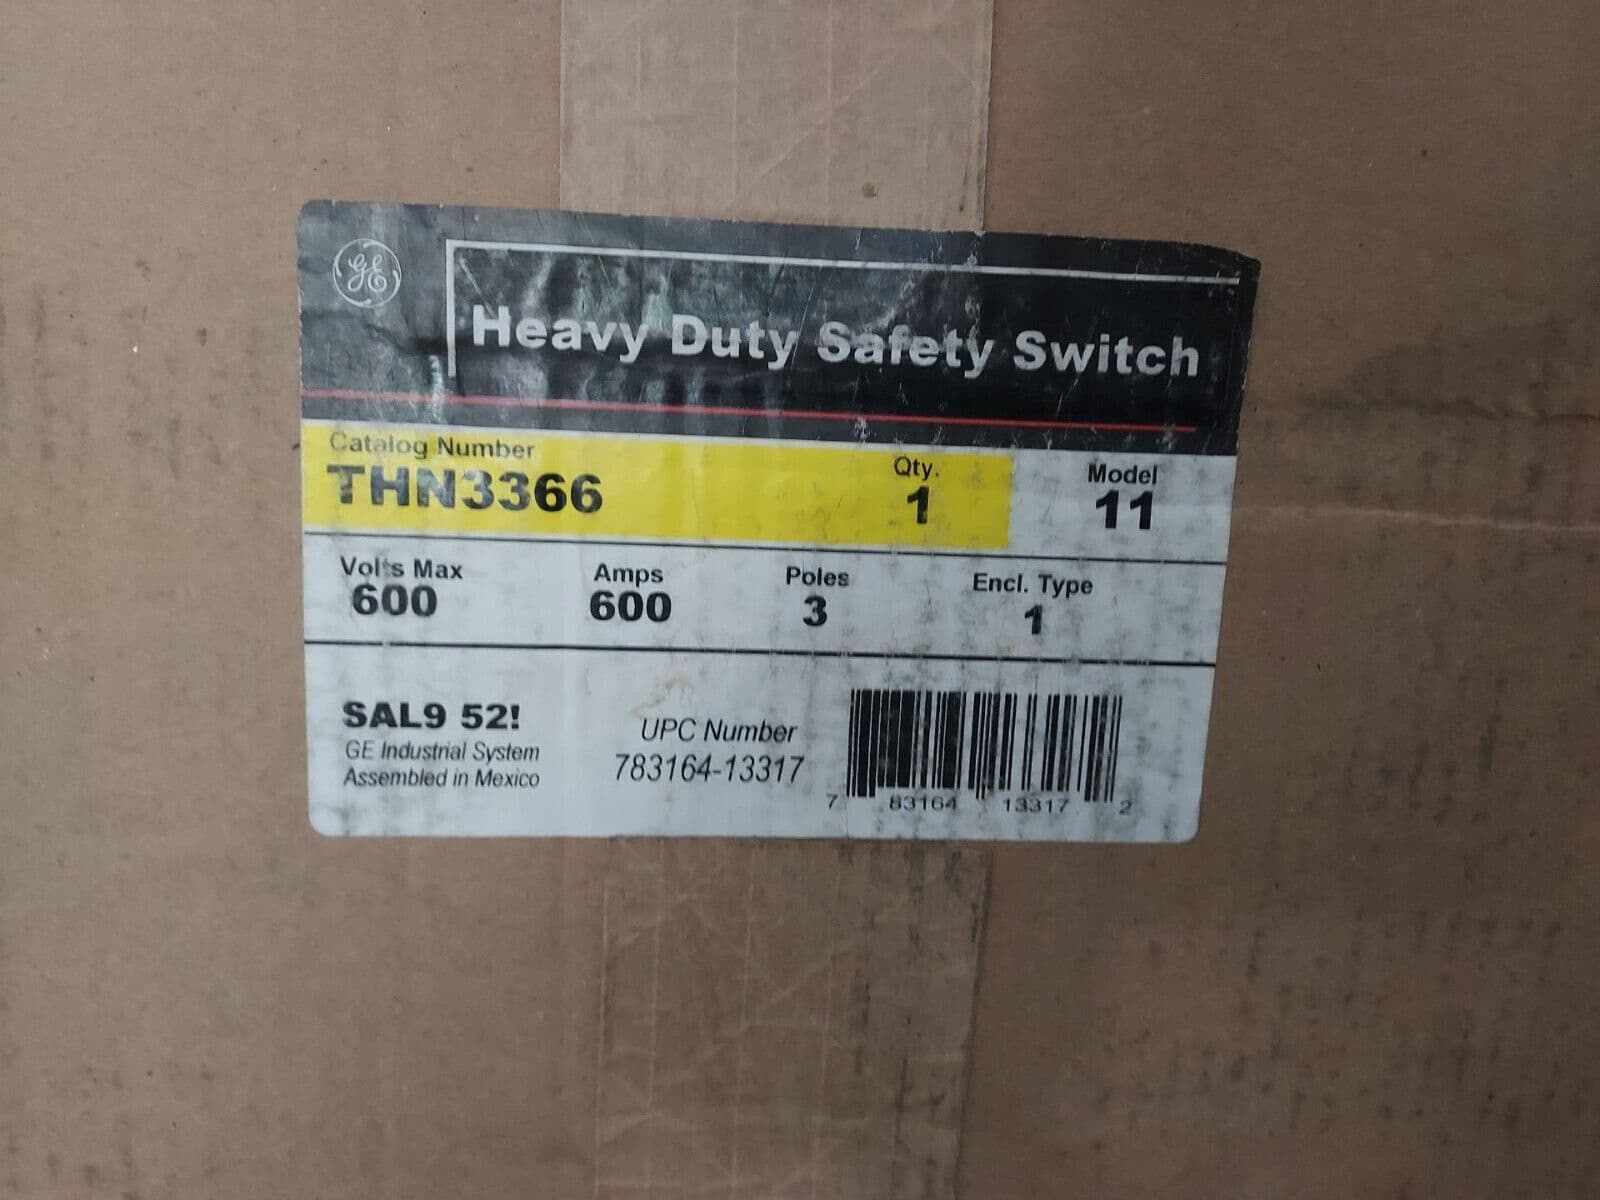 GE
Heavy Duty Safety Switch
Catalog Number Qty. Model
THN3366 1 11
Volts Max Amps Poles Encl. Type
600 600 3 1
SAL9 52!
GE Industrial System
Assembled in Mexico
UPC Number
783164-13317
7 83164 13317 2